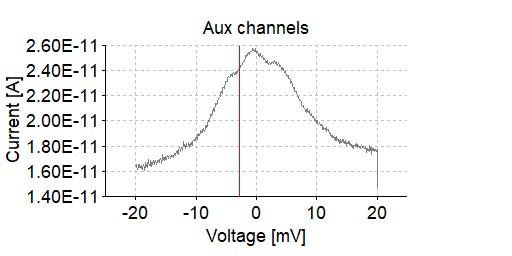 Aux channels
2.60E-11
2.40E-11
2.20E-11
2.00E-11
1.80E-11
1.60E-11
1.40E-11
Current [A]
-20 -10 0 10 20
Voltage [mV]